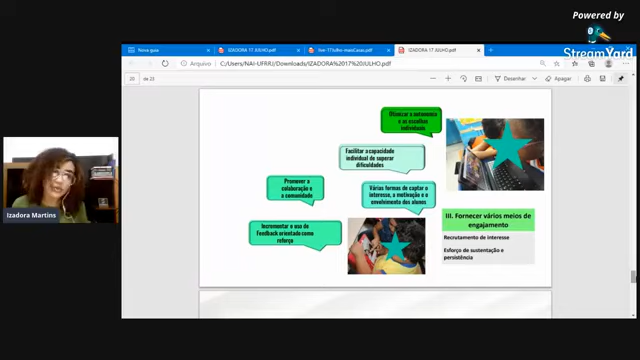 Powered by
StreamYard
Nova guia
IZADORA 17 JULHO.pdf
IZADORA 17 JULHO.pdf
Arquivo
C:/Users/NAI-UFRRJ/Downloads/IZADORA%2017%20JULHO.pdf
Desenhar
Apagar
20
de 23
Otimizar a autonomia
e as escolhas
individuais
Facilitar a capacidade
individual de superar
dificuldades
Promover a
colaboração e o
a comunidade
Várias formas de captar o
interesse, a motivação e o
envolvimento dos alunos
Incrementar o uso do
Feedback orientado como
reforço
III. Fornecer vários meios de
engajamento
Recrutamento de interesse
Esforço de sustentação e
persistência
Izadora Martins